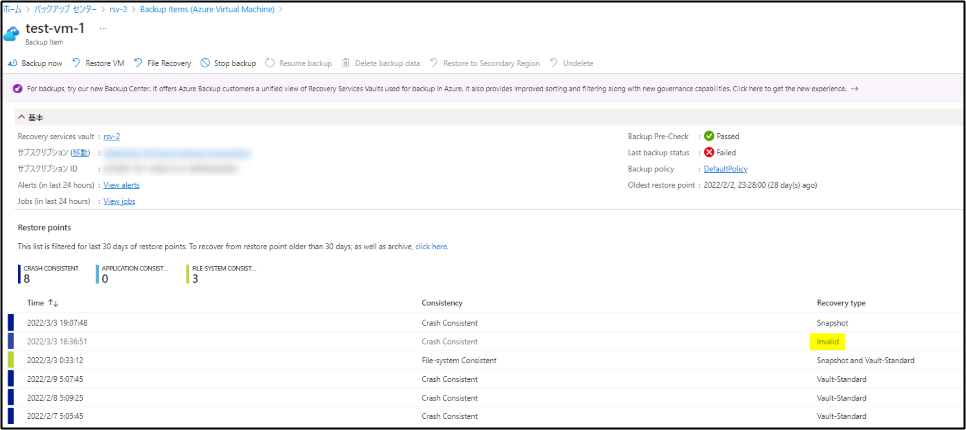 ホーム > バックアップ センター > rsv-2 > Backup Items (Azure Virtual Machine) >
test-vm-1 ...
Backup Item
Backup now Restore VM File Recovery Stop backup Resume backup Delete backup data Restore to Secondary Region Undelete
For backups, try our new Backup Center. It offers Azure Backup customers a unified view of Recovery Services Vaults used for backup in Azure. It also provides improved sorting and filtering along with new governance capabilities. Click here to get the new experience. →
基本
Recovery services vault : rsv-2
サブスクリプション (移動) :
サブスクリプション ID :
Alerts (in last 24 hours) : View alerts
Jobs (in last 24 hours) : View jobs
Backup Pre-Check : Passed
Last backup status : Failed
Backup policy : DefaultPolicy
Oldest restore point : 2022/2/2, 23:28:00 (28 day(s) ago)
Restore points
This list is filtered for last 30 days of restore points. To recover from restore point older than 30 days, as well as archive, click here.
CRASH CONSISTENT APPLICATION CONSIST... FILE-SYSTEM CONSIST...
8 0 3
Time ↑↓ Consistency Recovery type
2022/3/3 19:07:48 Crash Consistent Snapshot
2022/3/3 18:36:51 Crash Consistent Invalid
2022/3/3 0:33:12 File-system Consistent Snapshot and Vault-Standard
2022/2/9 5:07:45 Crash Consistent Vault-Standard
2022/2/8 5:09:25 Crash Consistent Vault-Standard
2022/2/7 5:05:45 Crash Consistent Vault-Standard